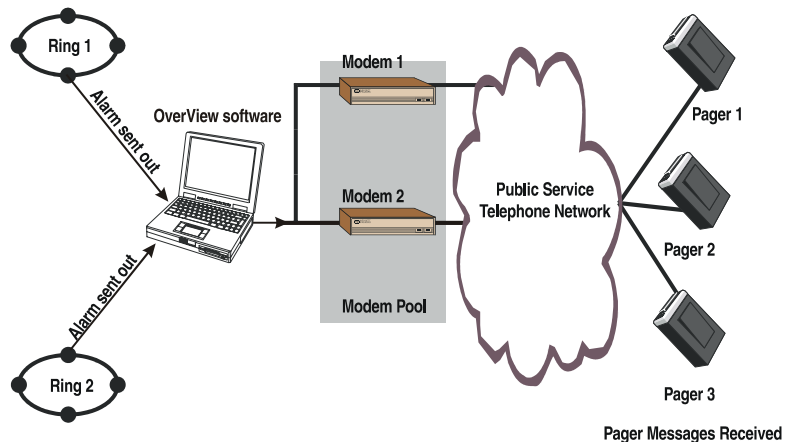 Ring 1
Alarm sent out
OverView software
Modem 1
Modem 2
Modem Pool
Public Service
Telephone Network
Pager 1
Pager 2
Pager 3
Alarm sent out
Ring 2
Pager Messages Received